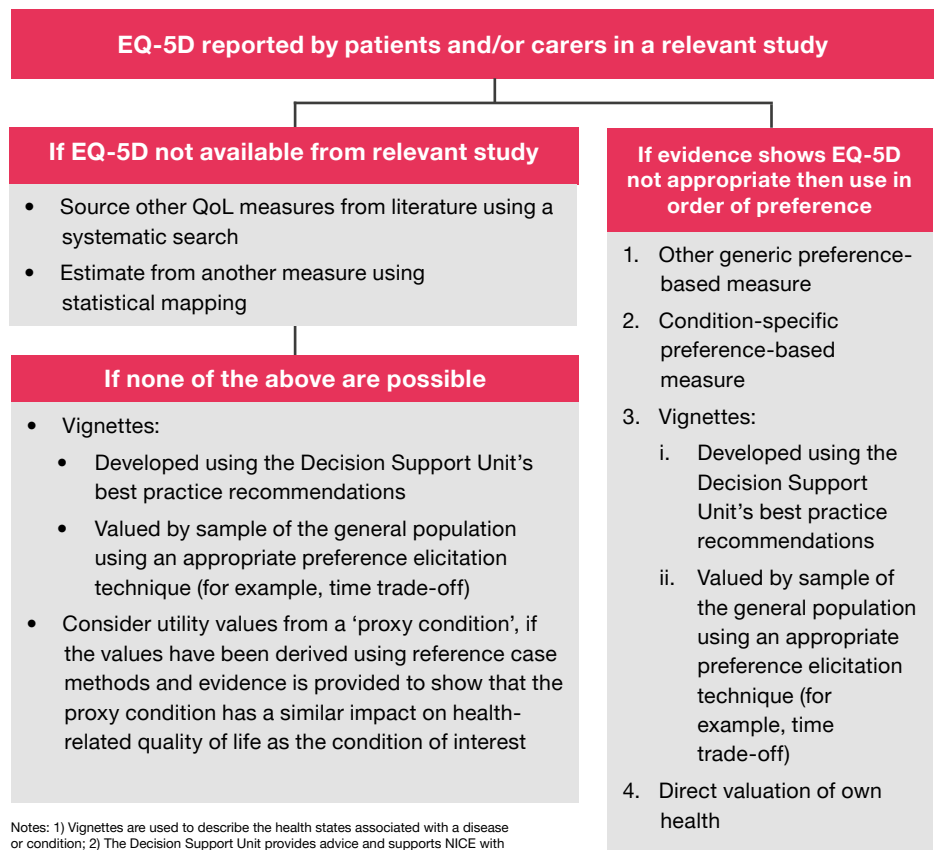 EQ-5D reported by patients and/or carers in a relevant study
If EQ-5D not available from relevant study
• Source other QoL measures from literature using a
systematic search
• Estimate from another measure using
statistical mapping
If none of the above are possible
• Vignettes:
• Developed using the Decision Support Unit’s
best practice recommendations
• Valued by sample of the general population
using an appropriate preference elicitation
technique (for example, time trade-off)
• Consider utility values from a ‘proxy condition’, if
the values have been derived using reference case
methods and evidence is provided to show that the
proxy condition has a similar impact on health-
related quality of life as the condition of interest
If evidence shows EQ-5D
not appropriate then use in
order of preference
1. Other generic preference-
based measure
2. Condition-specific
preference-based
measure
3. Vignettes:
i. Developed using the
Decision Support
Unit’s best practice
recommendations
ii. Valued by sample of
the general population
using an appropriate
preference elicitation
technique (for
example, time
trade-off)
4. Direct valuation of own
health
Notes: 1) Vignettes are used to describe the health states associated with a disease
or condition; 2) The Decision Support Unit provides advice and supports NICE with